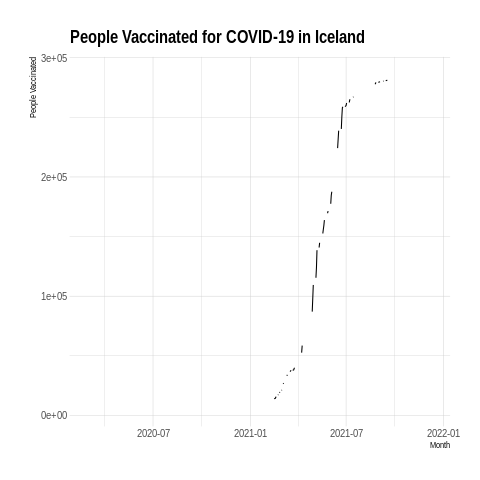 People Vaccinated for COVID-19 in Iceland
People Vaccinated
3e+05
2e+05
1e+05
0e+00
2020-07 2021-01 2021-07 2022-01
Month